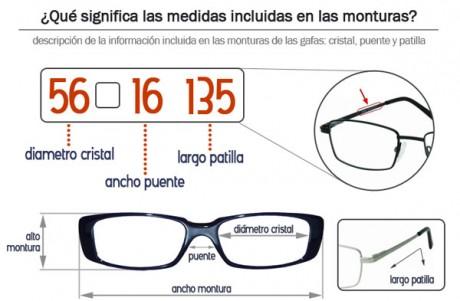 ¿Qué significa las medidas incluidas en las monturas?
descripción de la información incluida en las monturas de las gafas: cristal, puente y patilla
56 □ 16 135
diametro cristal
ancho puente
largo patilla
alto
montura
diámetro cristal
puente
ancho montura
largo patilla